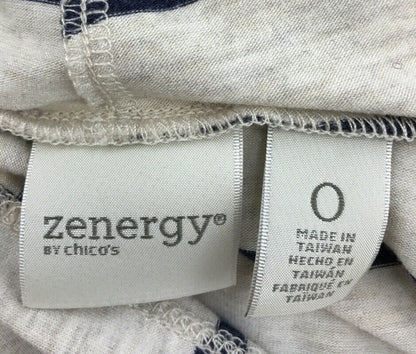 zenergy®
BY CHICO'S
0
MADE IN
TAIWAN
HECHO EN
TAIWÁN
FABRIQUÉ EN
TAIWAN